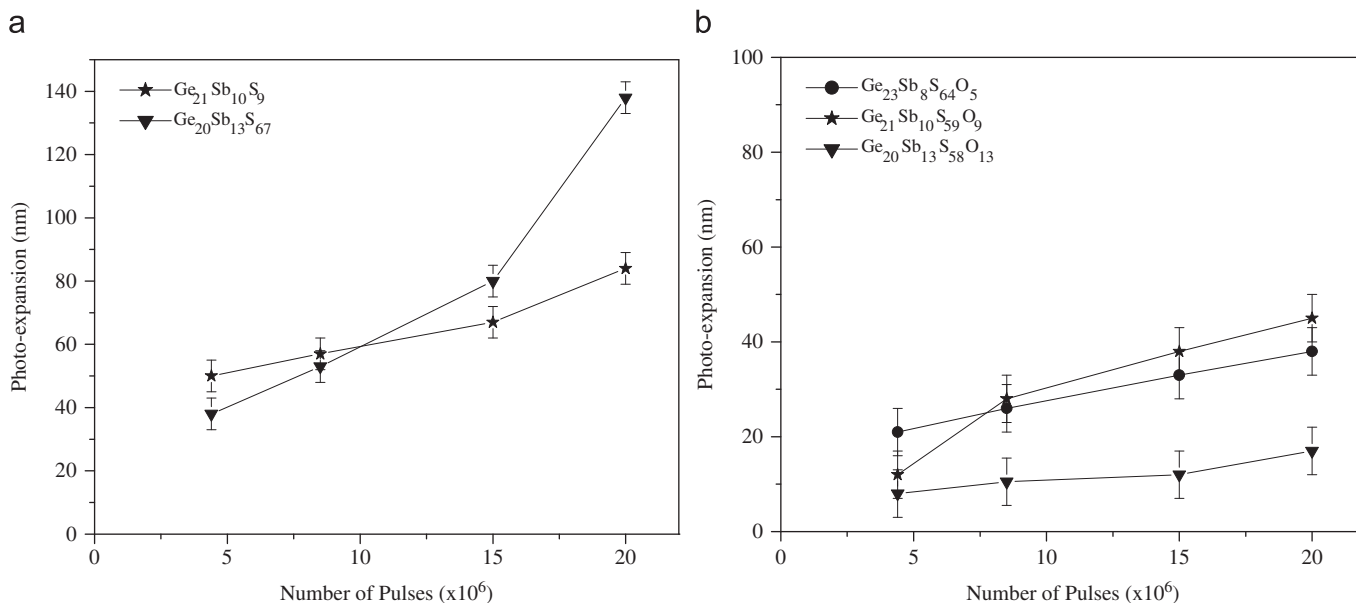 a
Ge21Sb10S9
Ge20Sb13S67
Photo-expansion (nm)
140
120
100
80
60
40
20
0
0 5 10 15 20
Number of Pulses (x10^6)
b
Ge23Sb8S64O5
Ge21Sb10S59O9
Ge20Sb13S58O13
Photo-expansion (nm)
100
80
60
40
20
0
0 5 10 15 20
Number of Pulses (x10^6)